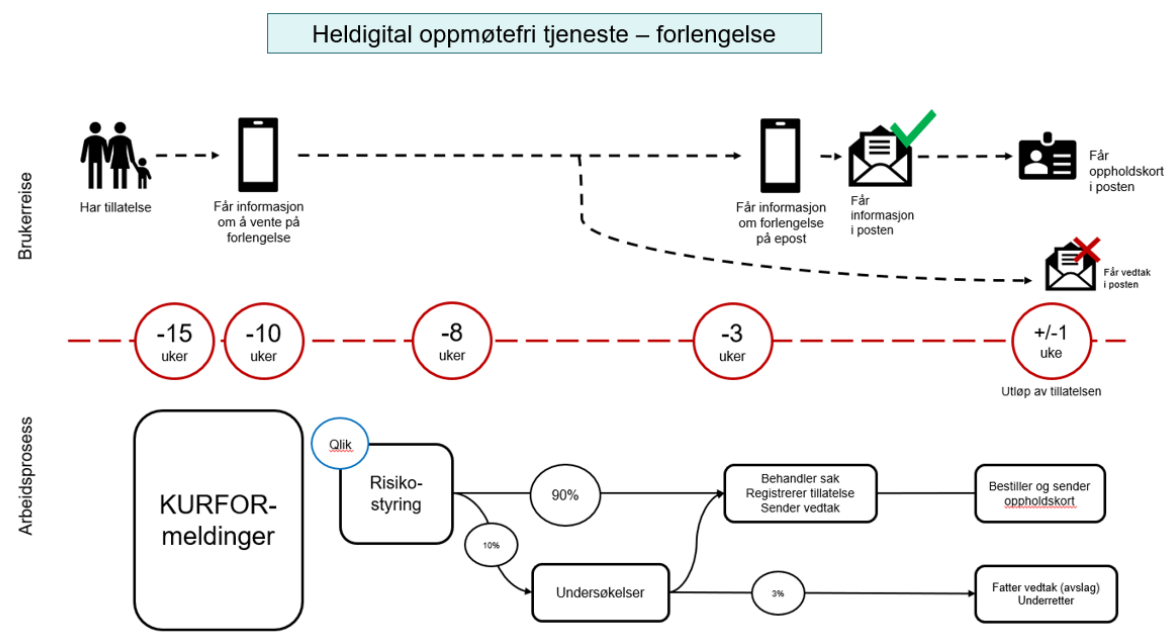 Heldigital oppmøtefri tjeneste – forlengelse
Brukerreise
Har tillatelse
Får informasjon
om å vente på
forlengelse
Får informasjon
om forlengelse
på epost
Får
informasjon
i posten
Får
oppholdskort
i posten
Får vedtak
i posten
-15
uker
-10
uker
-8
uker
-3
uker
+/-1
uke
Utløp av tillatelsen
Arbeidsprosess
KURFOR-
meldinger
Qlik
Risiko-
styring
90%
10%
Undersøkelser
Behandler sak
Registrerer tillatelse
Sender vedtak
Bestiller og sender
oppholdskort
3%
Fatter vedtak (avslag)
Underretter